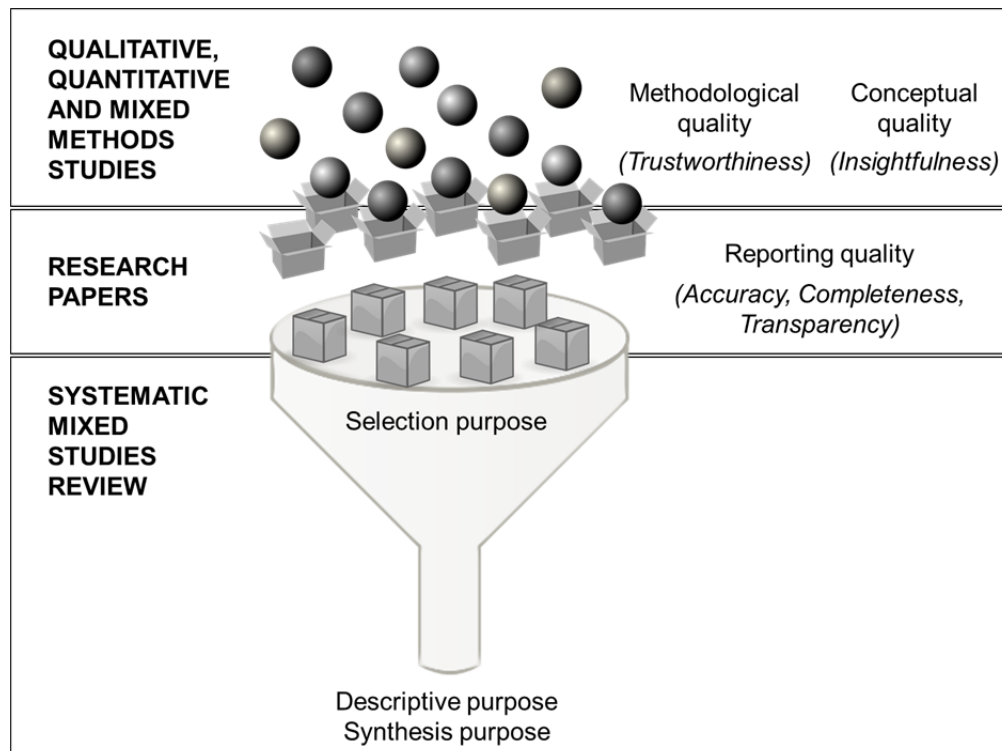 QUALITATIVE,
QUANTITATIVE
AND MIXED
METHODS
STUDIES
Methodological
quality
(Trustworthiness)
Conceptual
quality
(Insightfulness)
RESEARCH
PAPERS
Reporting quality
(Accuracy, Completeness,
Transparency)
SYSTEMATIC
MIXED
STUDIES
REVIEW
Selection purpose
Descriptive purpose
Synthesis purpose